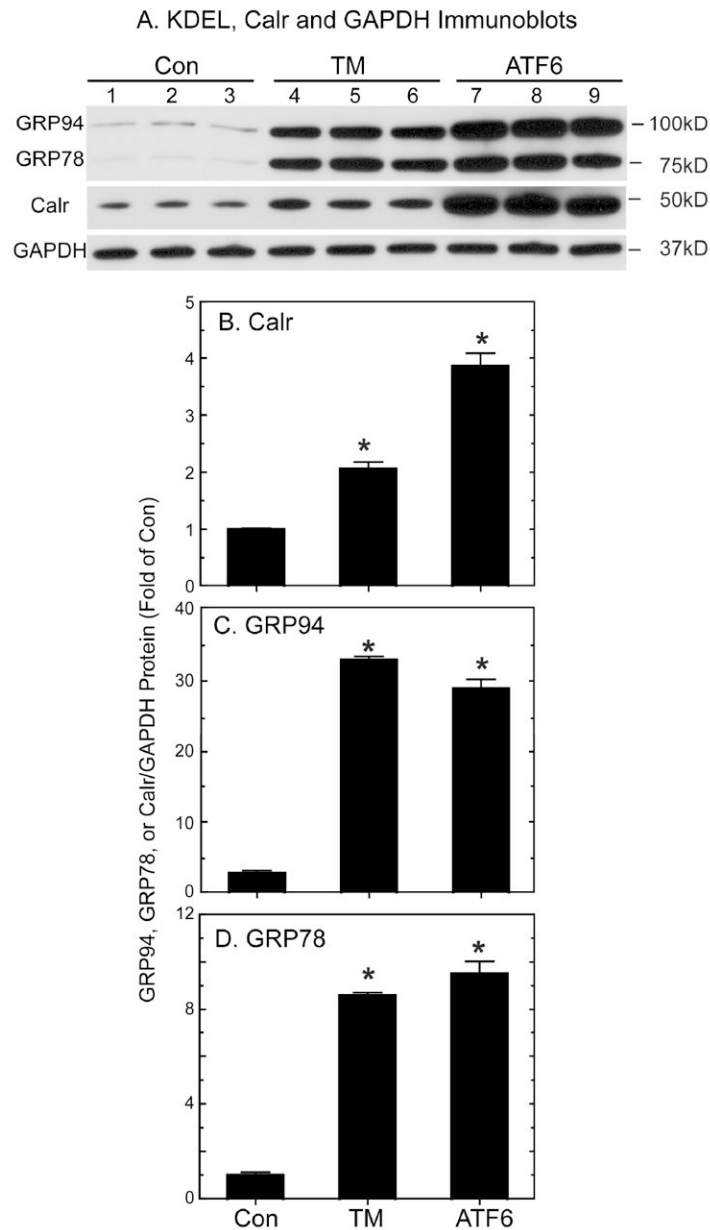 A. KDEL, Calr and GAPDH Immunoblots
Con TM ATF6
1 2 3 4 5 6 7 8 9
GRP94 100kD
GRP78 75kD
Calr 50kD
GAPDH 37kD
GRP94, GRP78, or Calr/GAPDH Protein (Fold of Con)
B. Calr
5
4
3
2
1
0
* *
C. GRP94
40
30
20
10
0
* *
D. GRP78
12
8
4
0
* *
Con TM ATF6